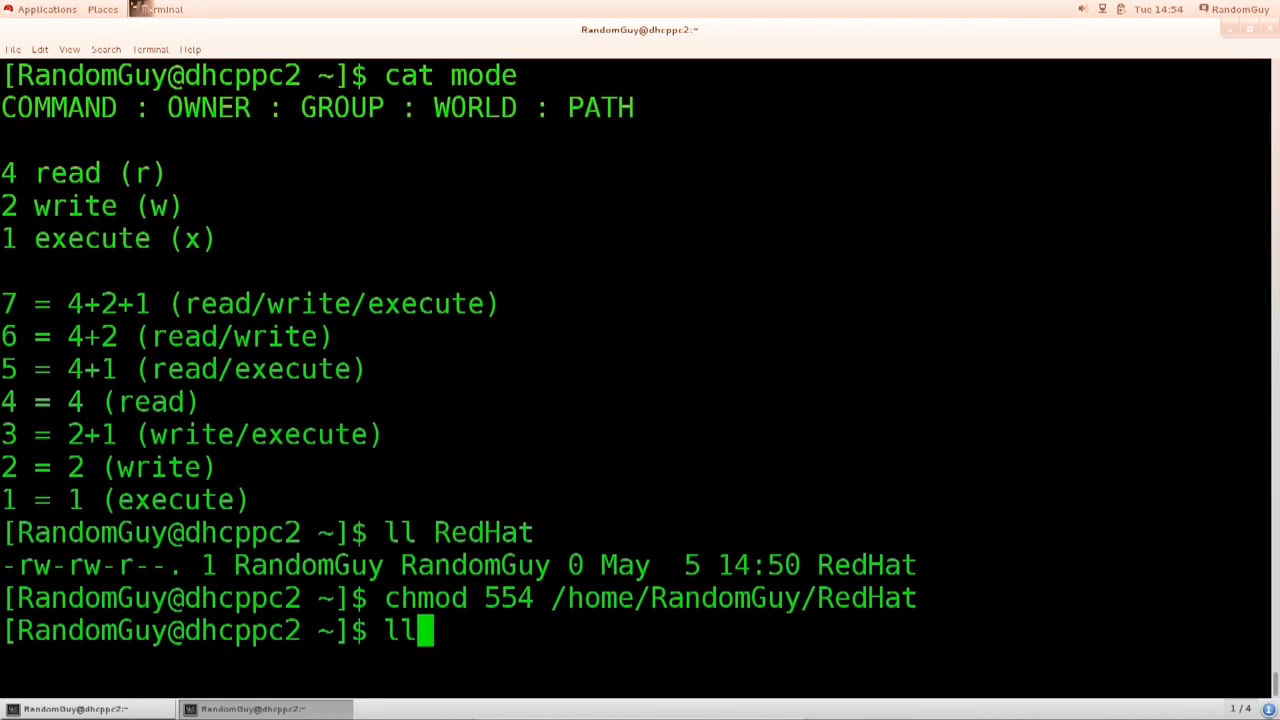 Applications Places Terminal Tue 14:54 RandomGuy
RandomGuy@dhcppc2:~
File Edit View Search Terminal Help
[RandomGuy@dhcppc2 ~]$ cat mode
COMMAND : OWNER : GROUP : WORLD : PATH
4 read (r)
2 write (w)
1 execute (x)
7 = 4+2+1 (read/write/execute)
6 = 4+2 (read/write)
5 = 4+1 (read/execute)
4 = 4 (read)
3 = 2+1 (write/execute)
2 = 2 (write)
1 = 1 (execute)
[RandomGuy@dhcppc2 ~]$ ll RedHat
-rw-rw-r--. 1 RandomGuy RandomGuy 0 May  5 14:50 RedHat
[RandomGuy@dhcppc2 ~]$ chmod 554 /home/RandomGuy/RedHat
[RandomGuy@dhcppc2 ~]$ ll
RandomGuy@dhcppc2:~ RandomGuy@dhcppc2:~ 1 / 4 1